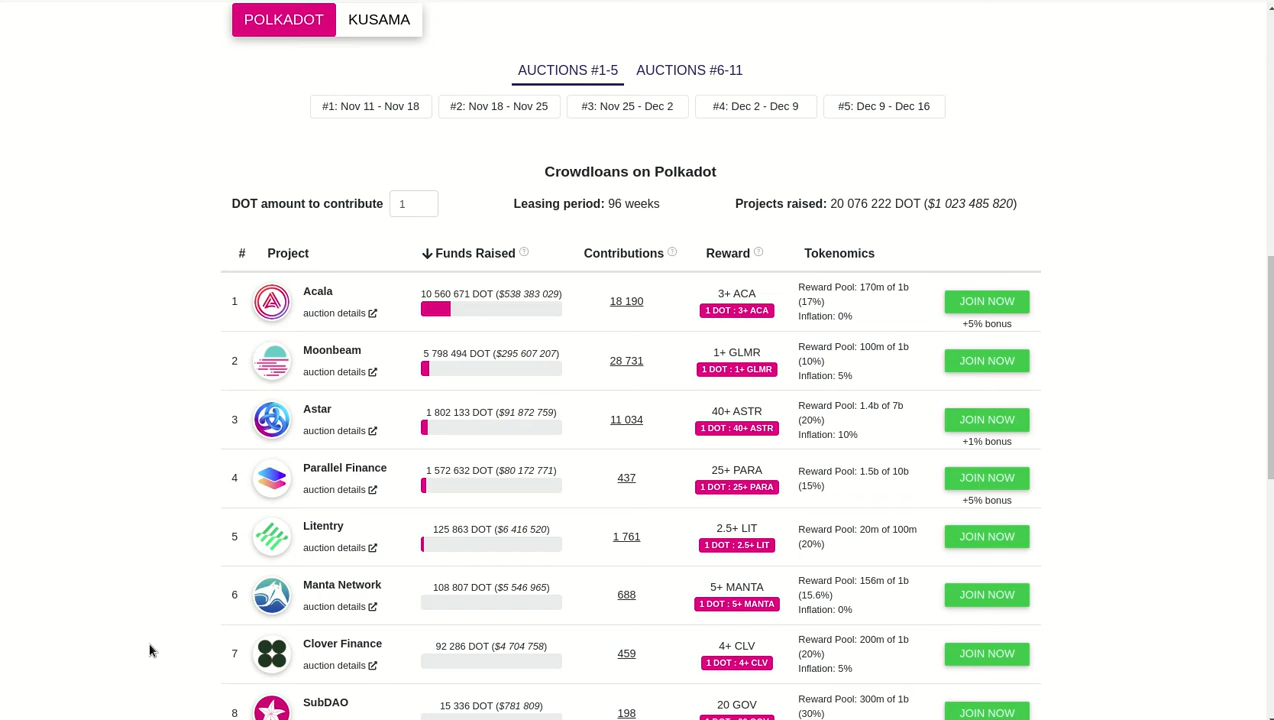 POLKADOT KUSAMA
AUCTIONS #1-5 AUCTIONS #6-11
#1: Nov 11 - Nov 18 #2: Nov 18 - Nov 25 #3: Nov 25 - Dec 2 #4: Dec 2 - Dec 9 #5: Dec 9 - Dec 16
Crowdloans on Polkadot
DOT amount to contribute 1 Leasing period: 96 weeks Projects raised: 20 076 222 DOT ($1 023 485 820)
# Project Funds Raised Contributions Reward Tokenomics
1 Acala auction details 10 560 671 DOT ($538 383 029) 18 190 3+ ACA 1 DOT : 3+ ACA Reward Pool: 170m of 1b (17%) Inflation: 0% JOIN NOW +5% bonus
2 Moonbeam auction details 5 798 494 DOT ($295 607 207) 28 731 1+ GLMR 1 DOT : 1+ GLMR Reward Pool: 100m of 1b (10%) Inflation: 5% JOIN NOW
3 Astar auction details 1 802 133 DOT ($91 872 759) 11 034 40+ ASTR 1 DOT : 40+ ASTR Reward Pool: 1.4b of 7b (20%) Inflation: 10% JOIN NOW +1% bonus
4 Parallel Finance auction details 1 572 632 DOT ($80 172 771) 437 25+ PARA 1 DOT : 25+ PARA Reward Pool: 1.5b of 10b (15%) JOIN NOW +5% bonus
5 Litentry auction details 125 863 DOT ($6 416 520) 1 761 2.5+ LIT 1 DOT : 2.5+ LIT Reward Pool: 20m of 100m (20%) JOIN NOW
6 Manta Network auction details 108 807 DOT ($5 546 965) 688 5+ MANTA 1 DOT : 5+ MANTA Reward Pool: 156m of 1b (15.6%) Inflation: 0% JOIN NOW
7 Clover Finance auction details 92 286 DOT ($4 704 758) 459 4+ CLV 1 DOT : 4+ CLV Reward Pool: 200m of 1b (20%) Inflation: 5% JOIN NOW
8 SubDAO 15 336 DOT ($781 809) 198 20 GOV Reward Pool: 300m of 1b (30%) JOIN NOW